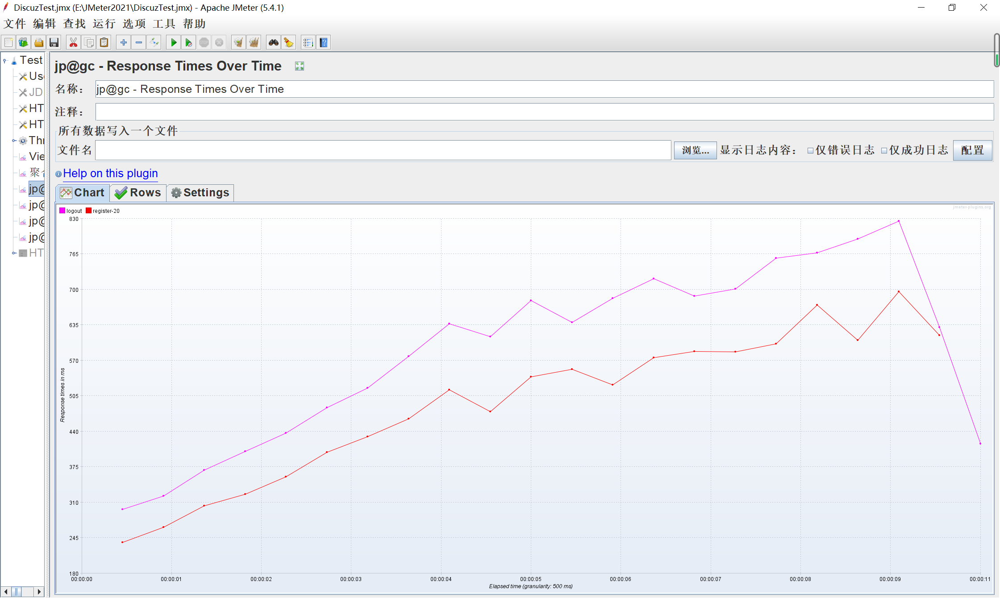 DiscuzTest.jmx (E:\JMeter2021\DiscuzTest.jmx) - Apache JMeter (5.4.1)
文件 编辑 查找 运行 选项 工具 帮助
Test
Use
JD
HT
HT
Thr
Vie
聚合
jp@
jp@
jp@
jp@
HT
jp@gc - Response Times Over Time
名称： jp@gc - Response Times Over Time
注释：
所有数据写入一个文件
文件名 浏览... 显示日志内容： 仅错误日志 仅成功日志 配置
Help on this plugin
Chart Rows Settings
logout register-20
jmeter-plugins.org
830
765
700
635
570
505
440
375
310
245
180
Response times in ms
00:00:00 00:00:01 00:00:02 00:00:03 00:00:04 00:00:05 00:00:06 00:00:07 00:00:08 00:00:09 00:00:11
Elapsed time (granularity: 500 ms)